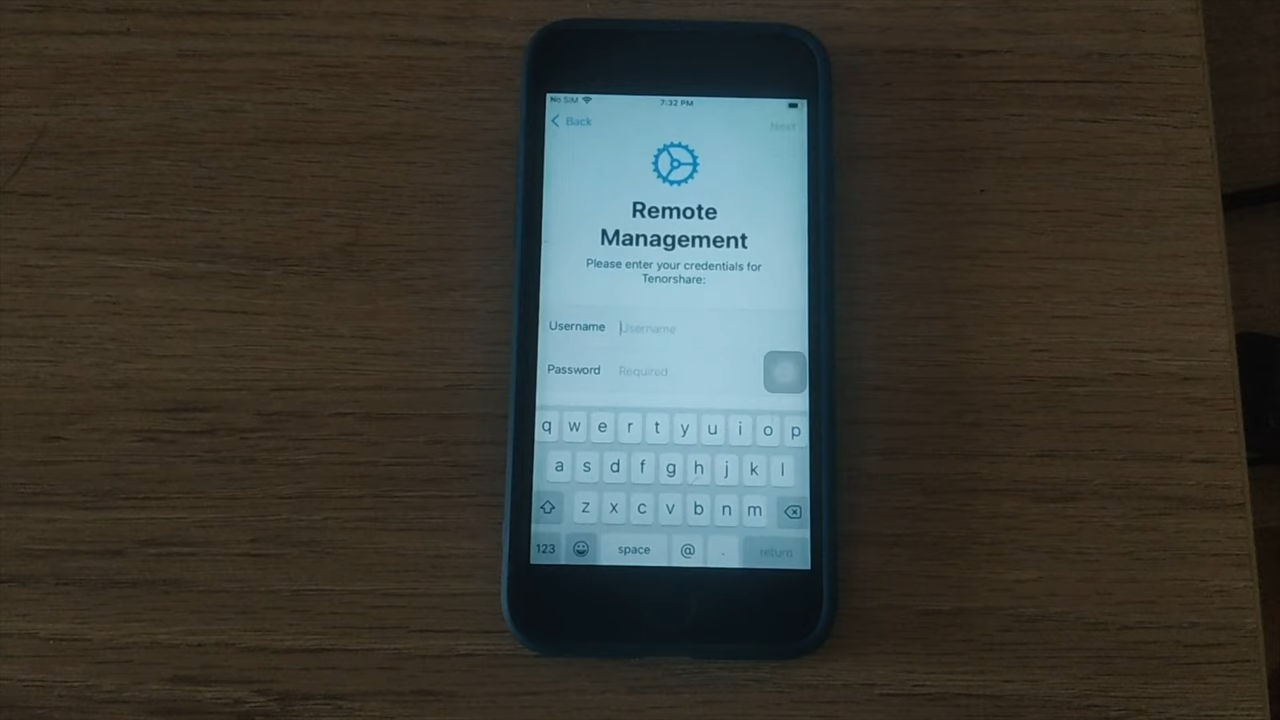 No SIM 7:32 PM
Back Next
Remote
Management
Please enter your credentials for
Tenorshare:
Username Username
Password Required
q w e r t y u i o p
a s d f g h j k l
z x c v b n m
123 space @ . return